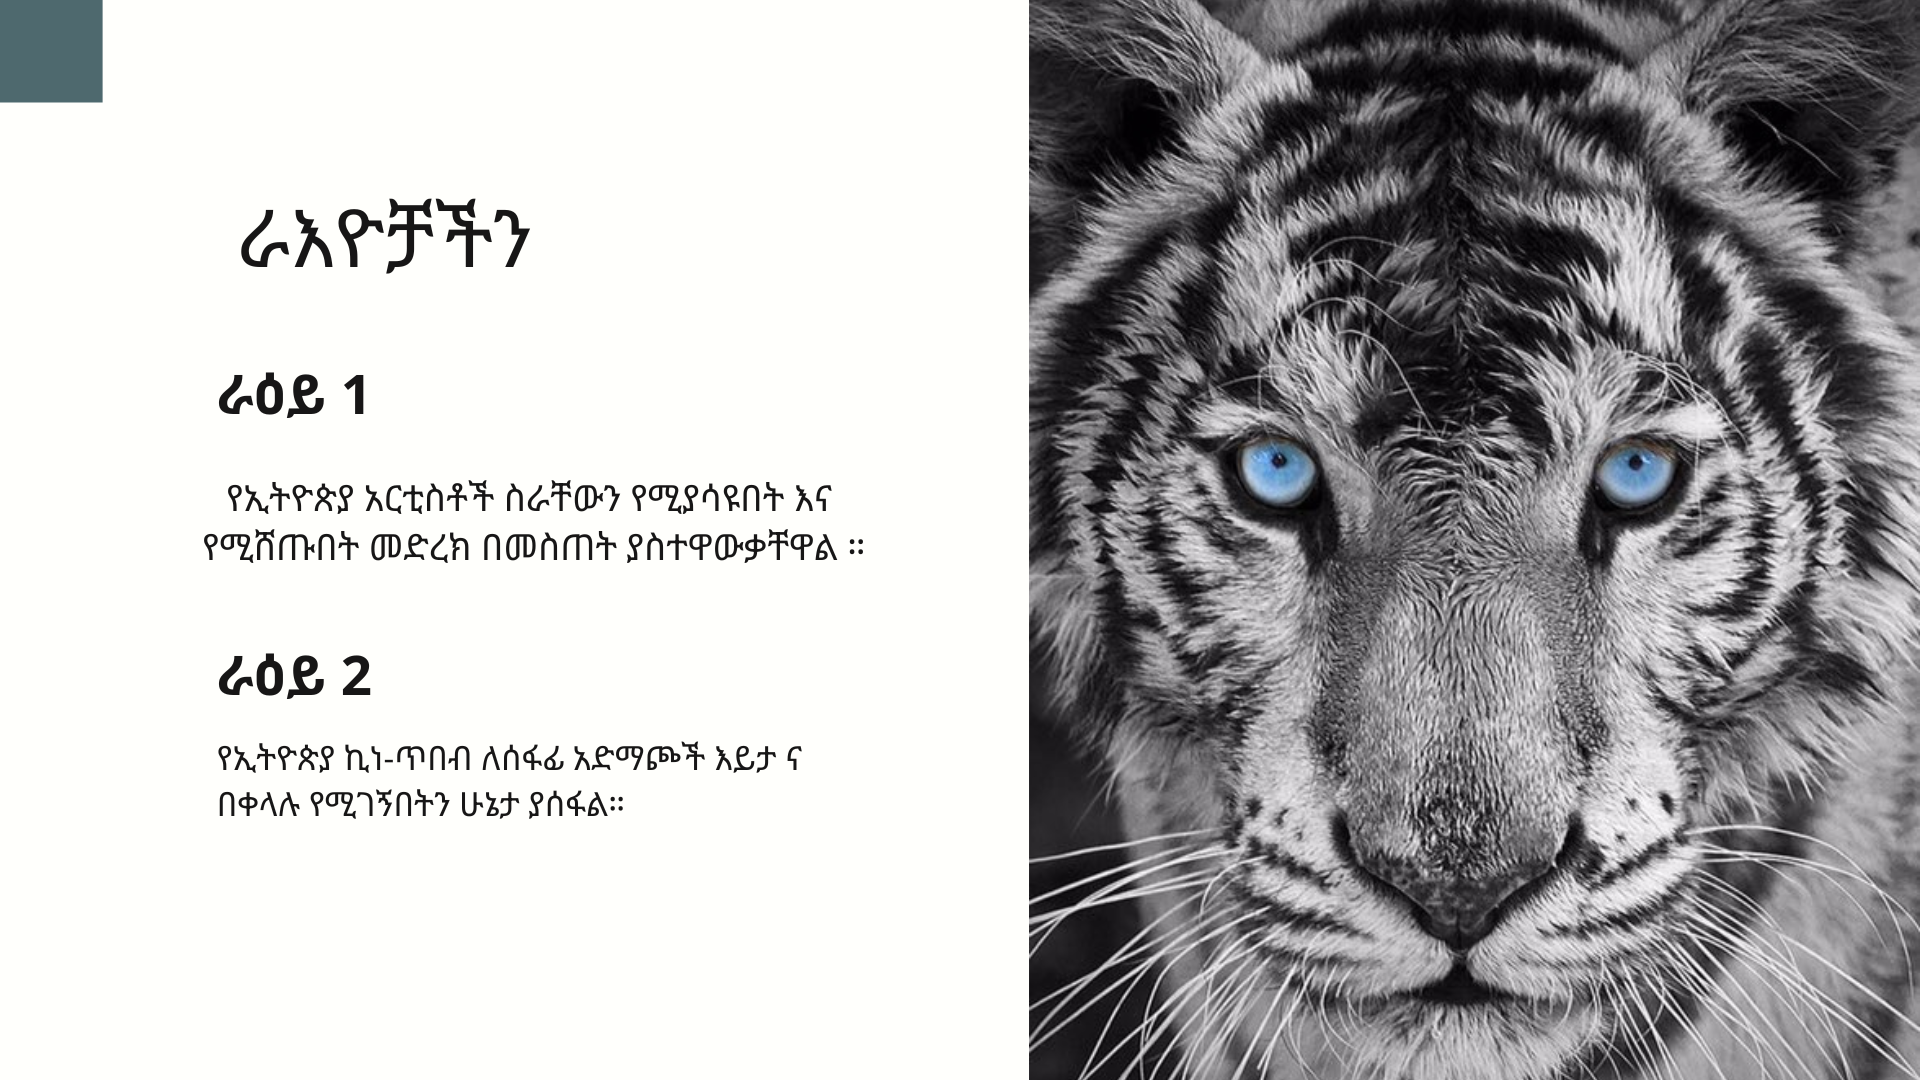 ራእዮቻችን
ራዕይ 1
የኢትዮጵያ አርቲስቶች ስራቸውን የሚያሳዩበት እና
የሚሸጡበት መድረክ በመስጠት ያስተዋውቃቸዋል ።
ራዕይ 2
የኢትዮጵያ ኪነ-ጥበብ ለሰፋፊ አድማጮች እይታ ና
በቀላሉ የሚገኝበትን ሁኔታ ያሰፋል።